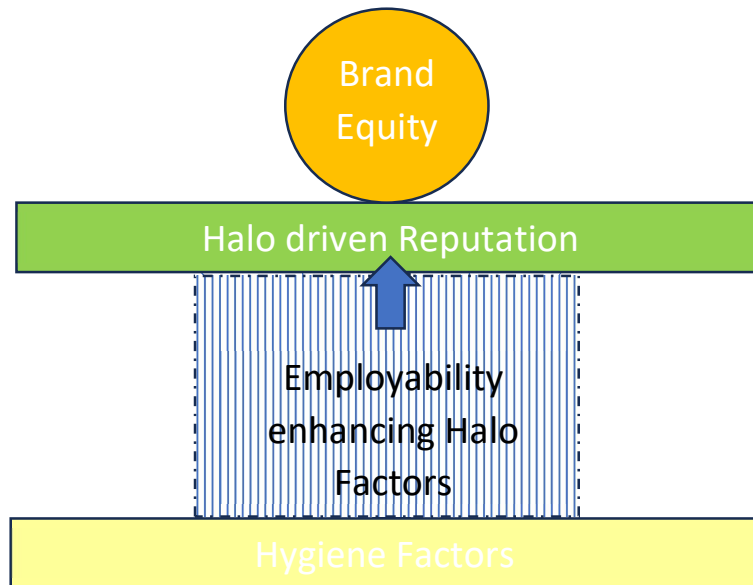 Brand
Equity
Halo driven Reputation
Employability
enhancing Halo
Factors
Hygiene Factors